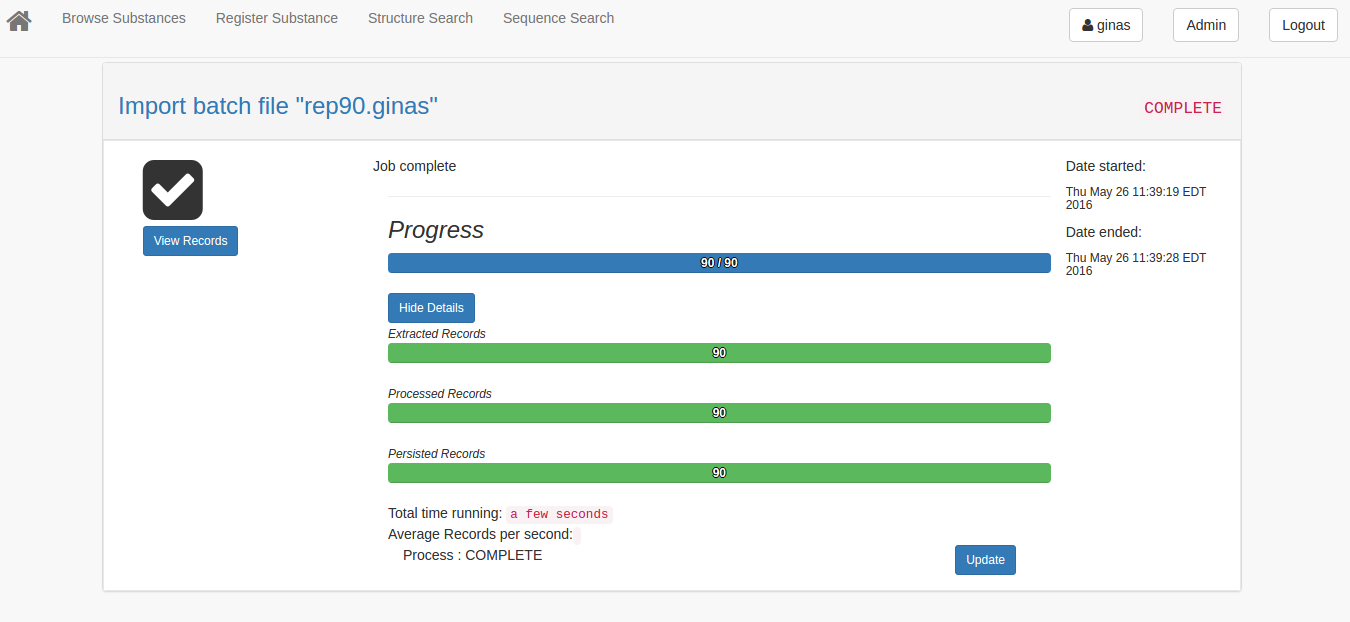 Browse Substances Register Substance Structure Search Sequence Search ginas Admin Logout
Import batch file "rep90.ginas" COMPLETE
View Records
Job complete
Progress
90 / 90
Hide Details
Extracted Records
90
Processed Records
90
Persisted Records
90
Total time running: a few seconds
Average Records per second:
Process : COMPLETE
Update
Date started:
Thu May 26 11:39:19 EDT
2016
Date ended:
Thu May 26 11:39:28 EDT
2016